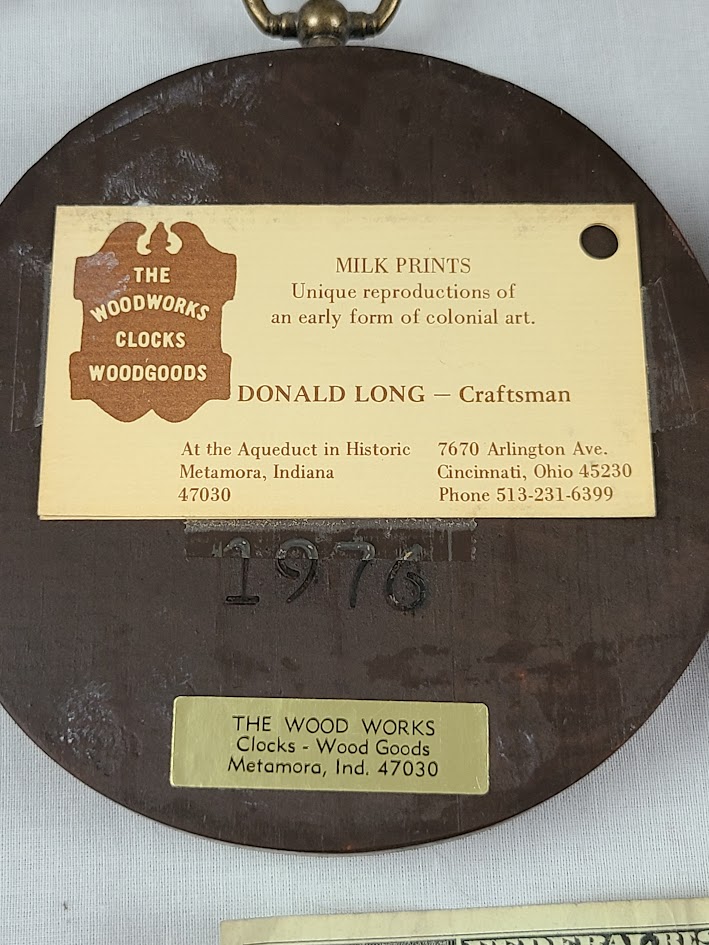 THE
WOODWORKS
CLOCKS
WOODGOODS
MILK PRINTS
Unique reproductions of
an early form of colonial art.
DONALD LONG — Craftsman
At the Aqueduct in Historic
Metamora, Indiana
47030
7670 Arlington Ave.
Cincinnati, Ohio 45230
Phone 513-231-6399
1976
THE WOOD WORKS
Clocks - Wood Goods
Metamora, Ind. 47030
FEDERAL RES